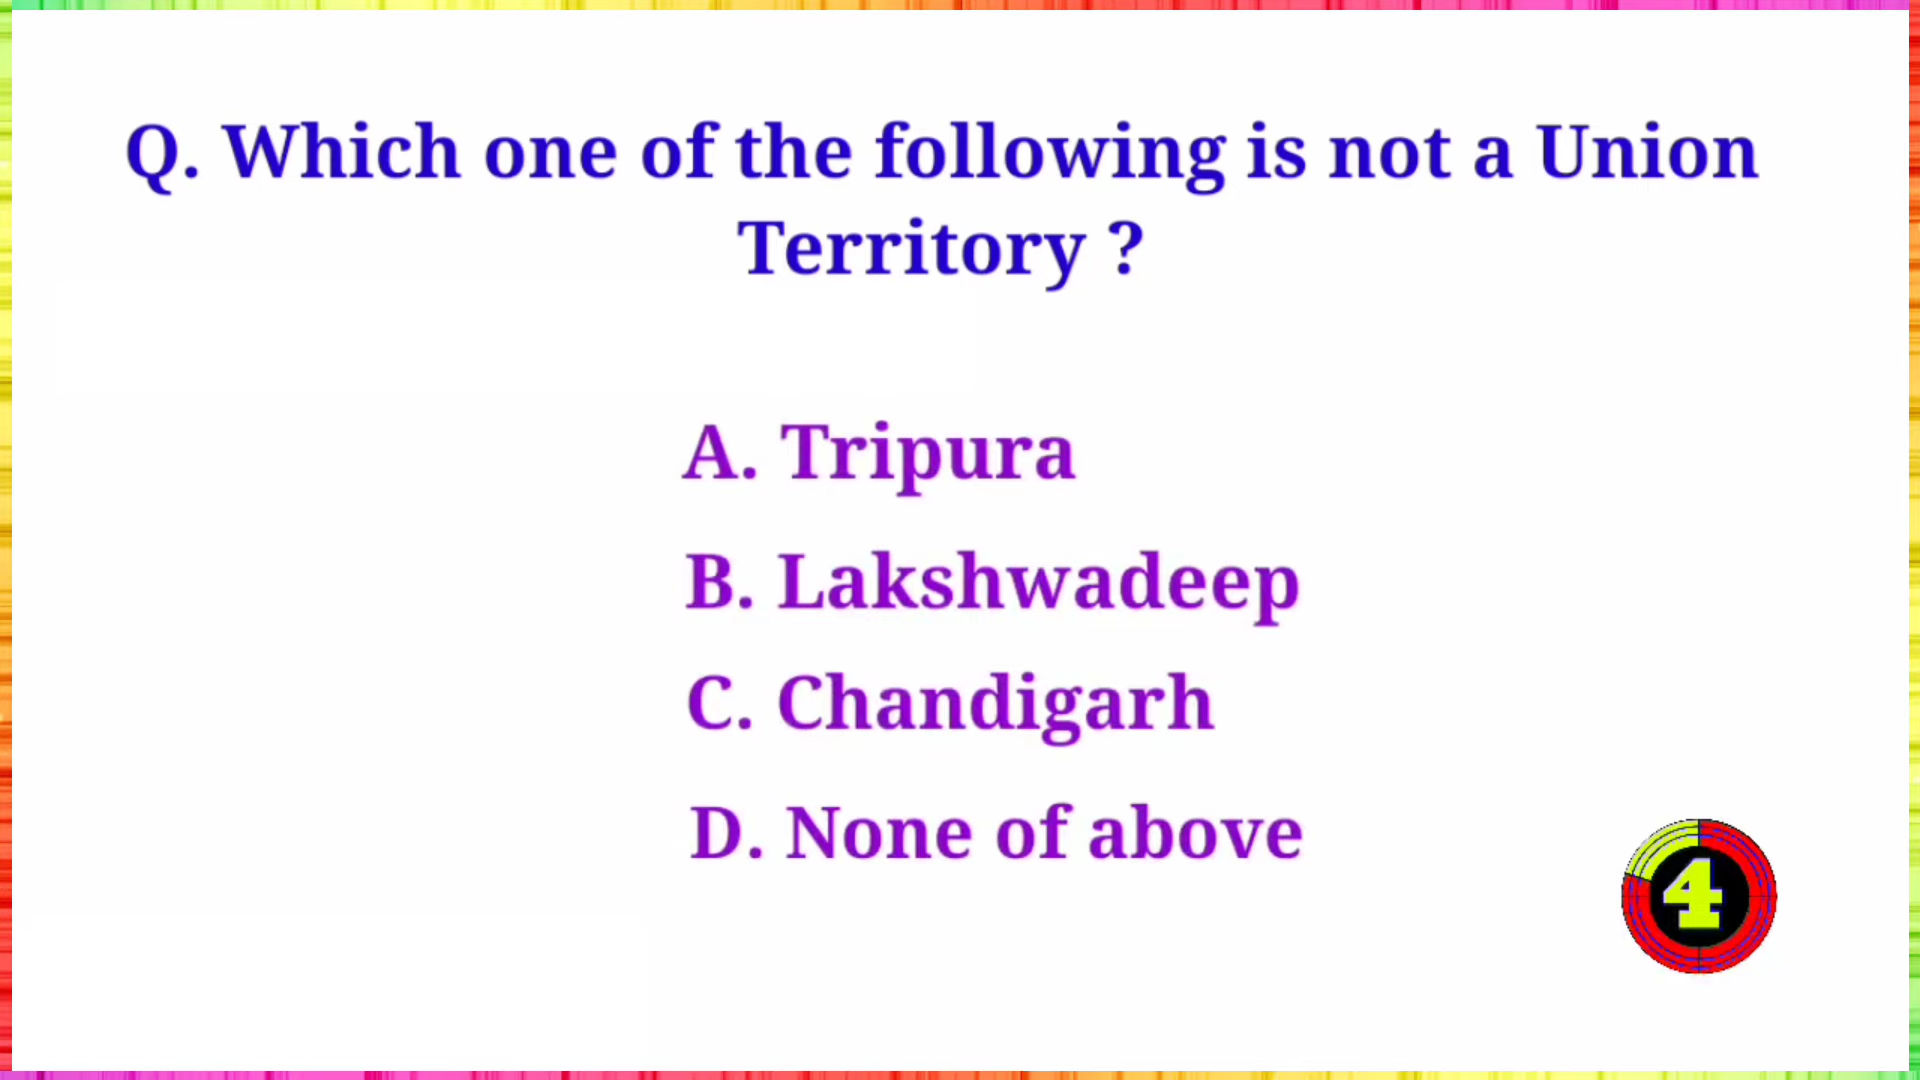 Q. Which one of the following is not a Union
Territory ?
A. Tripura
B. Lakshwadeep
C. Chandigarh
D. None of above
4